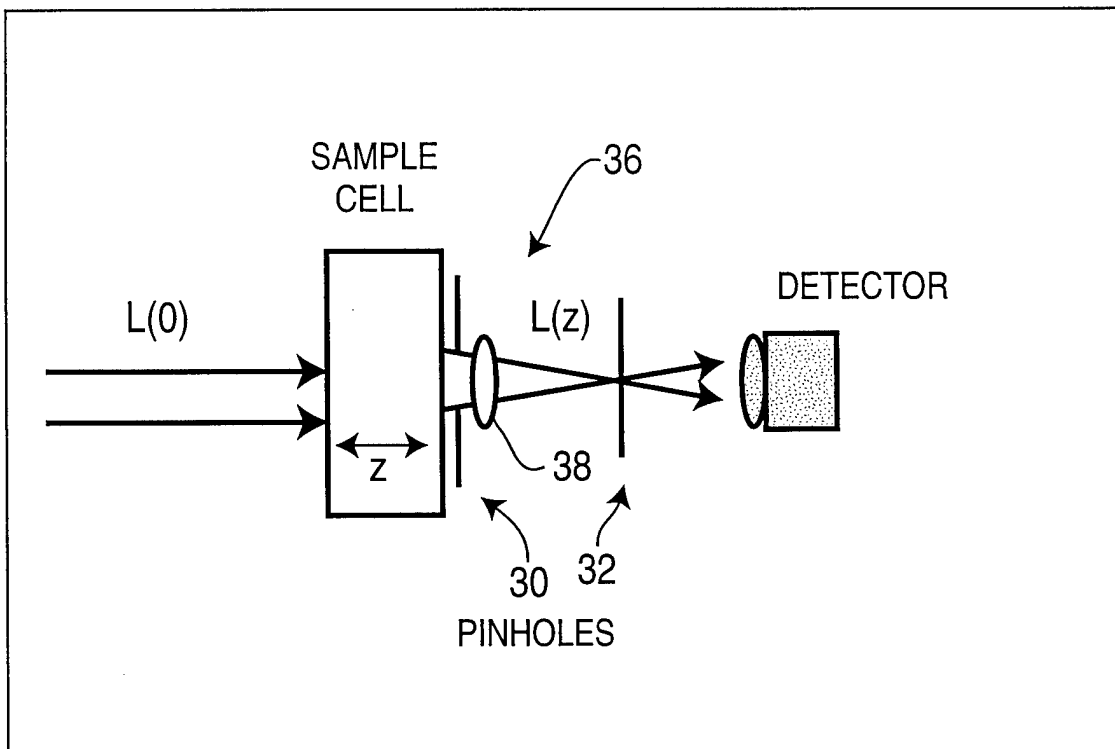 SAMPLE
CELL
36
L(0)
L(z)
DETECTOR
z
38
30
32
PINHOLES